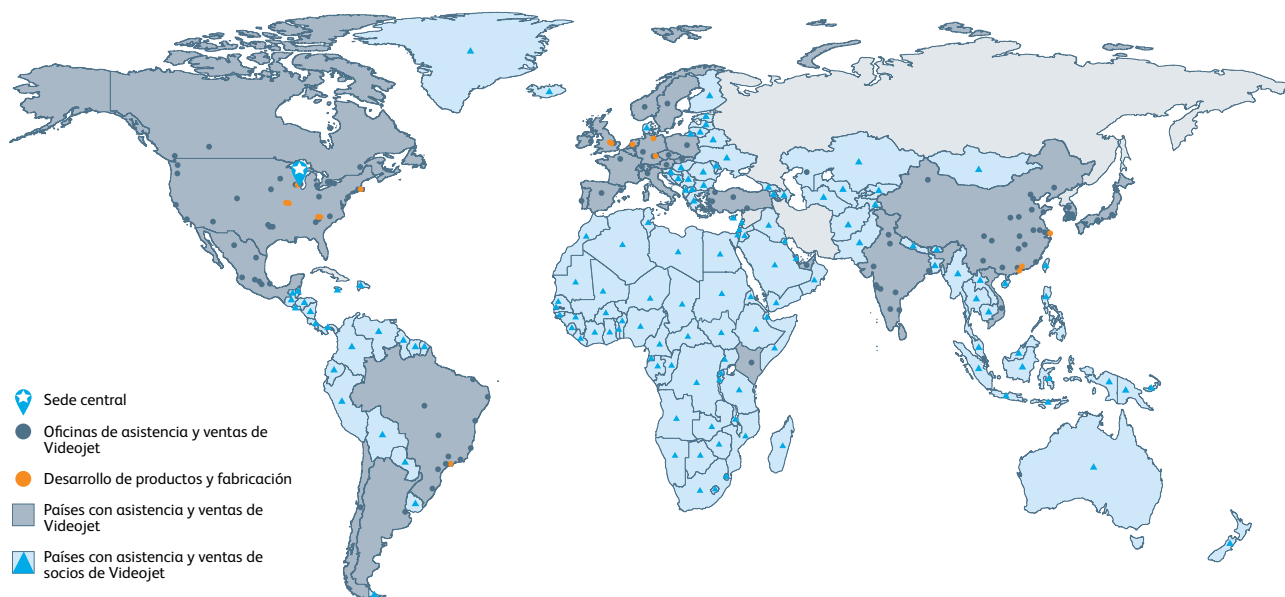 Sede central
Oficinas de asistencia y ventas de
Videojet
Desarrollo de productos y fabricación
Países con asistencia y ventas de
Videojet
Países con asistencia y ventas de
socios de Videojet